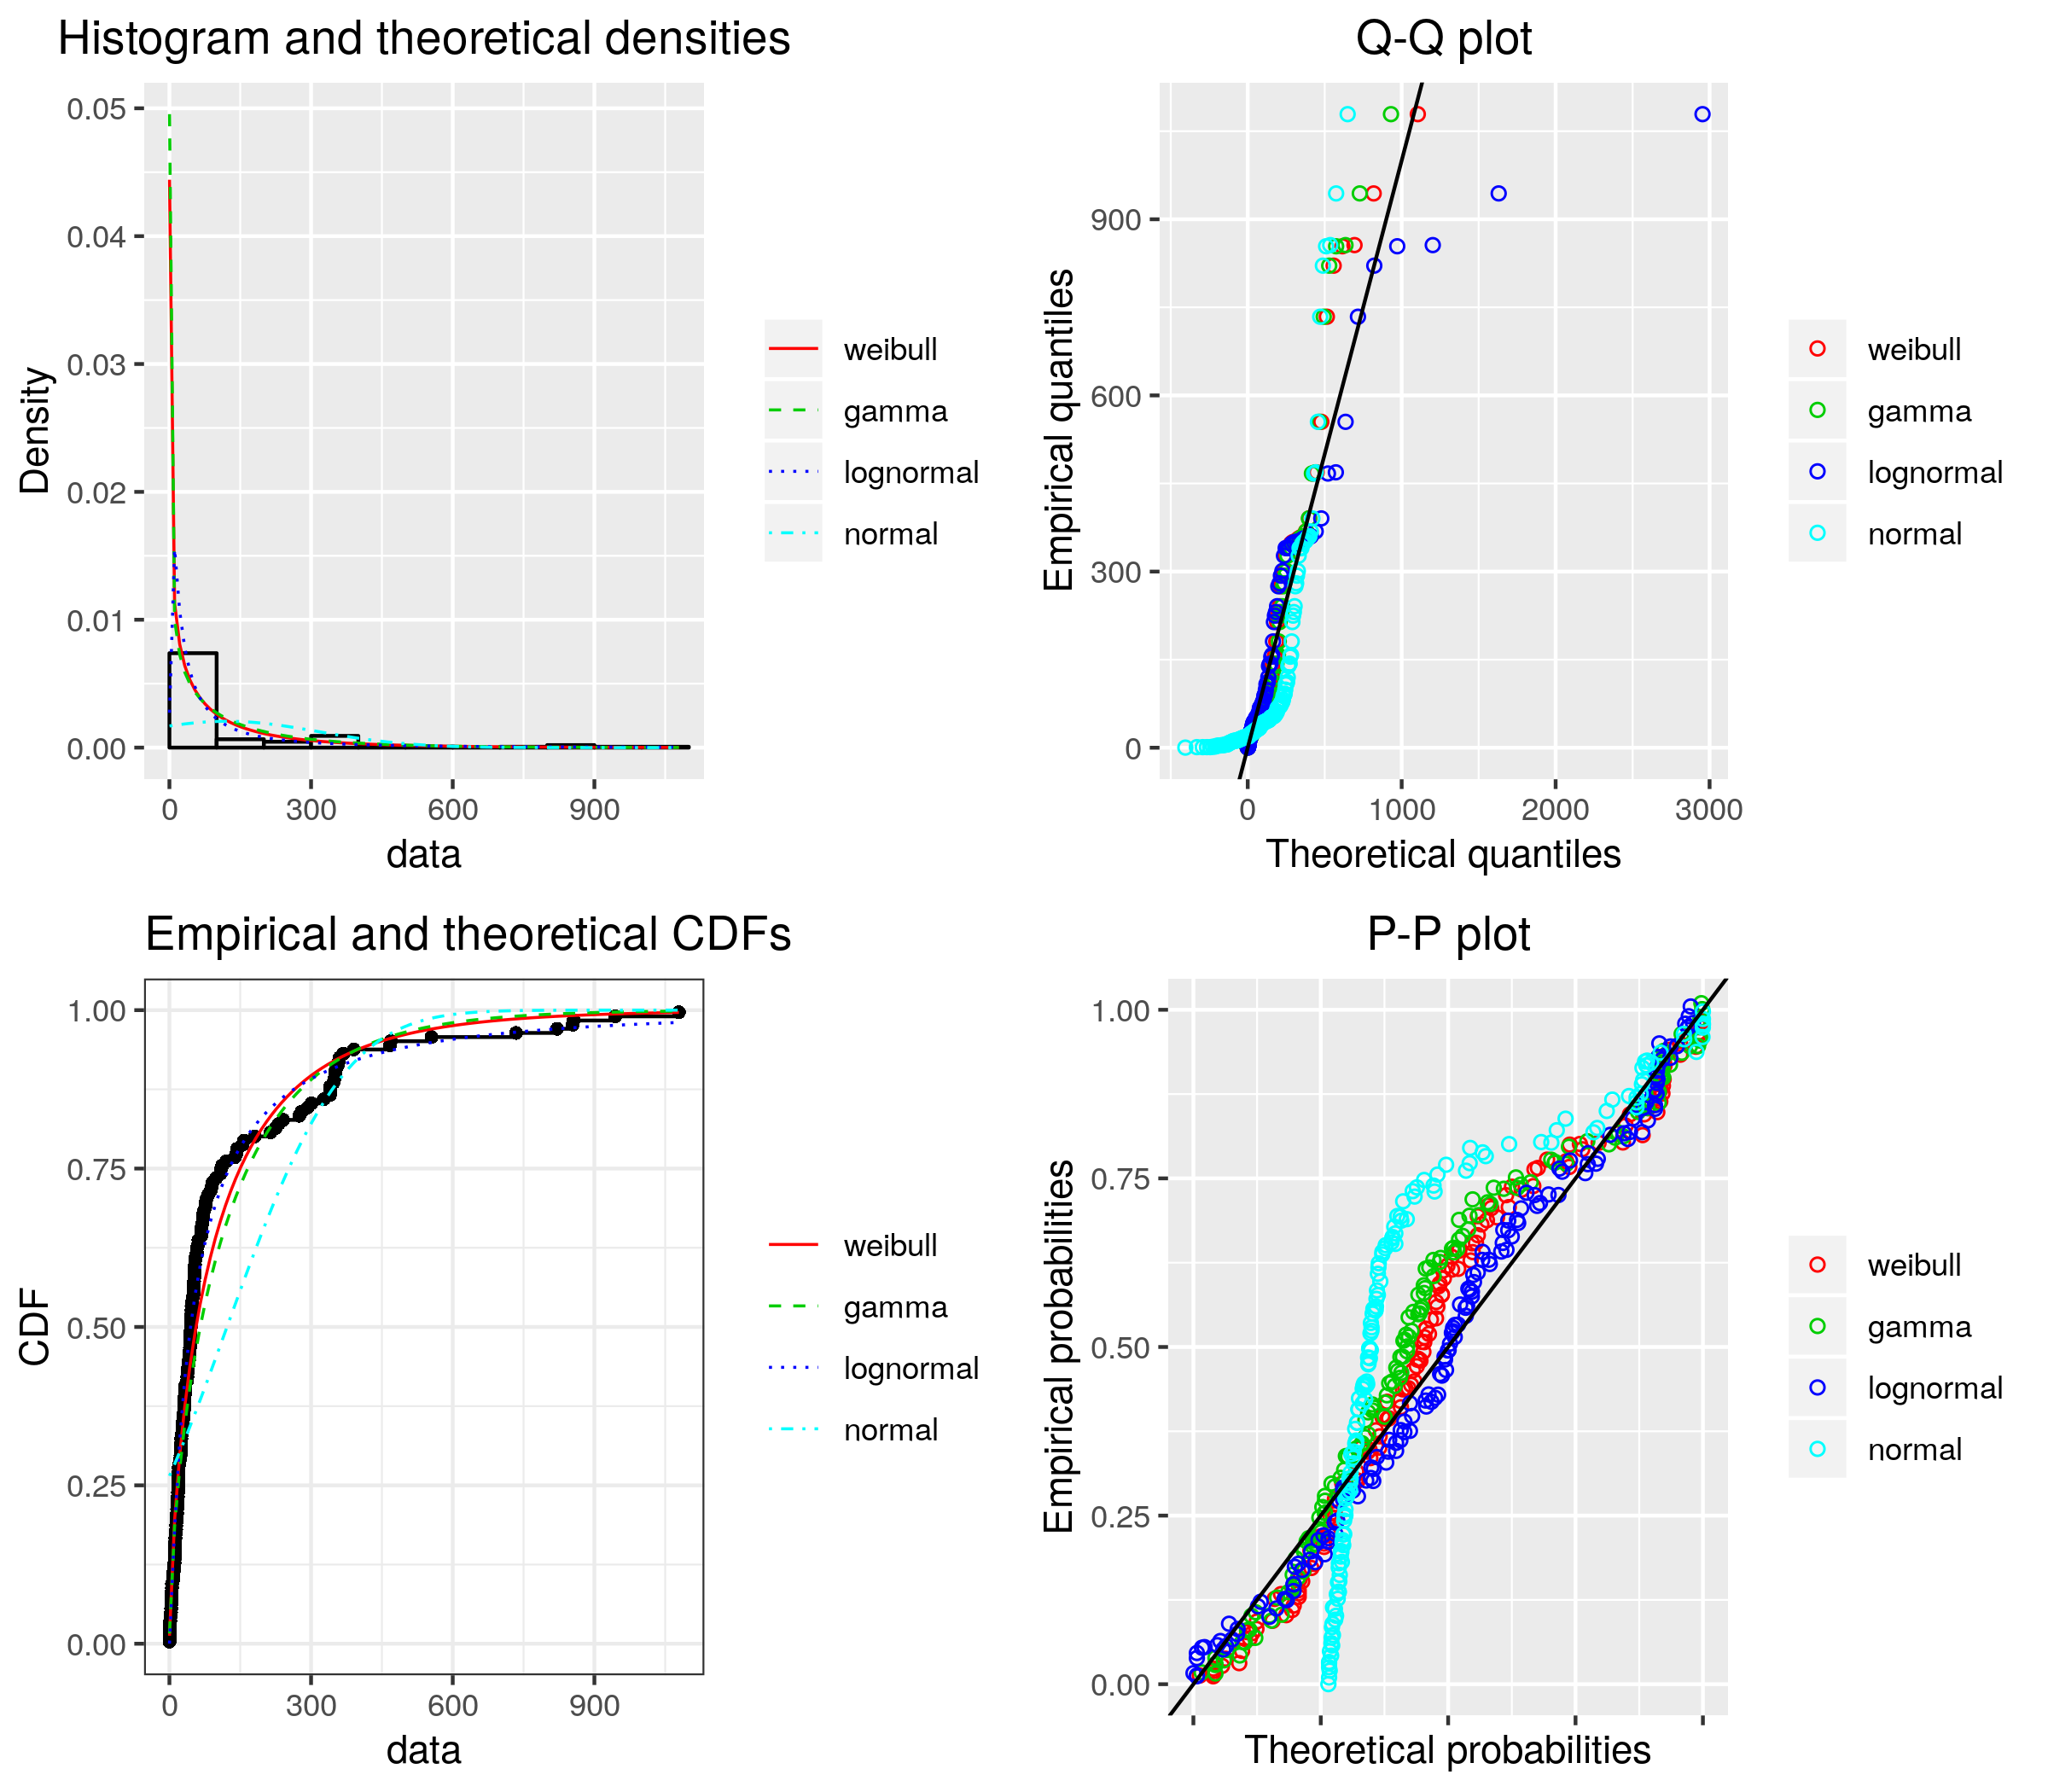 Histogram and theoretical densities
0.05
0.04
0.03
0.02
0.01
0.00
Density
0 300 600 900
data
weibull
gamma
lognormal
normal
Q-Q plot
900
600
300
0
Empirical quantiles
0 1000 2000 3000
Theoretical quantiles
weibull
gamma
lognormal
normal
Empirical and theoretical CDFs
1.00
0.75
0.50
0.25
0.00
CDF
0 300 600 900
data
weibull
gamma
lognormal
normal
P-P plot
1.00
0.75
0.50
0.25
0.00
Empirical probabilities
Theoretical probabilities
weibull
gamma
lognormal
normal